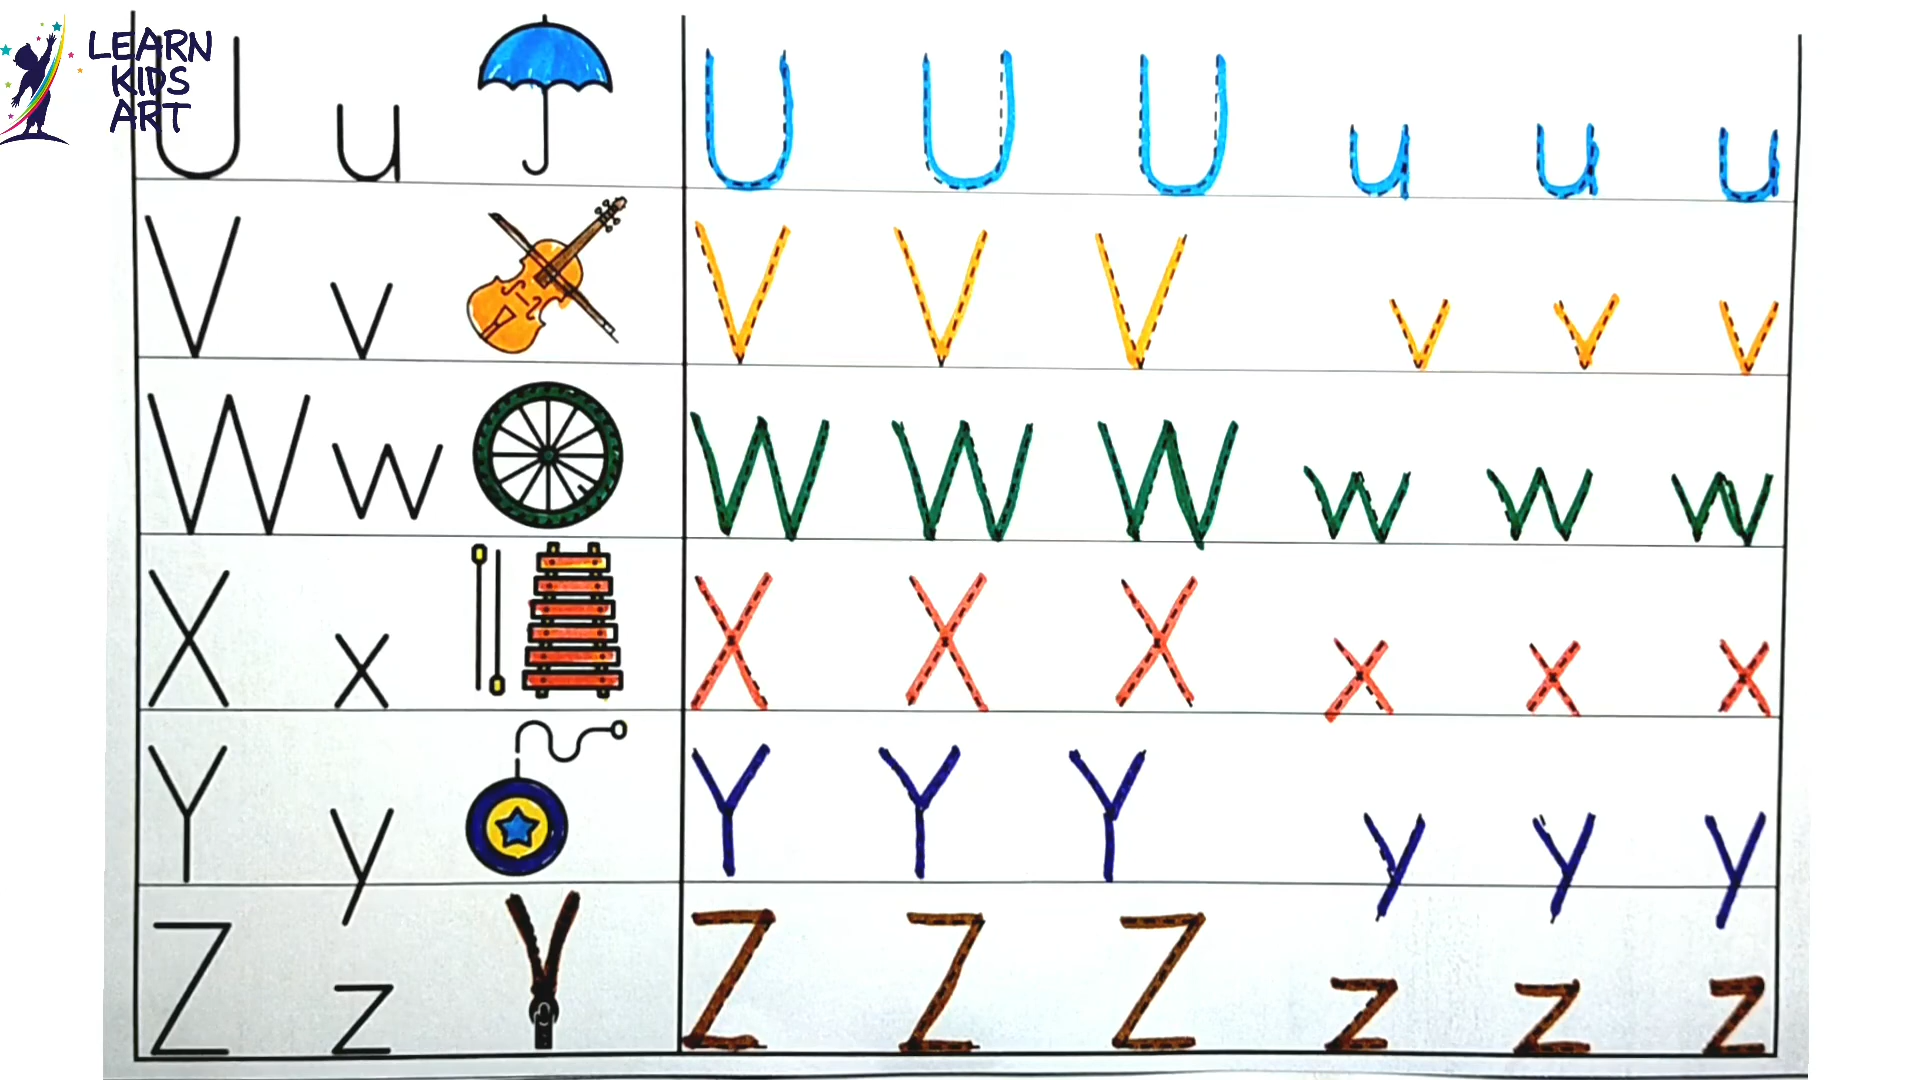 LEARN
KIDS
ART
U u U U U u u u
V v V V V v v v
W w W W W w w w
X x X X X x x x
Y y Y Y Y y y y
Z z Z Z Z z z z